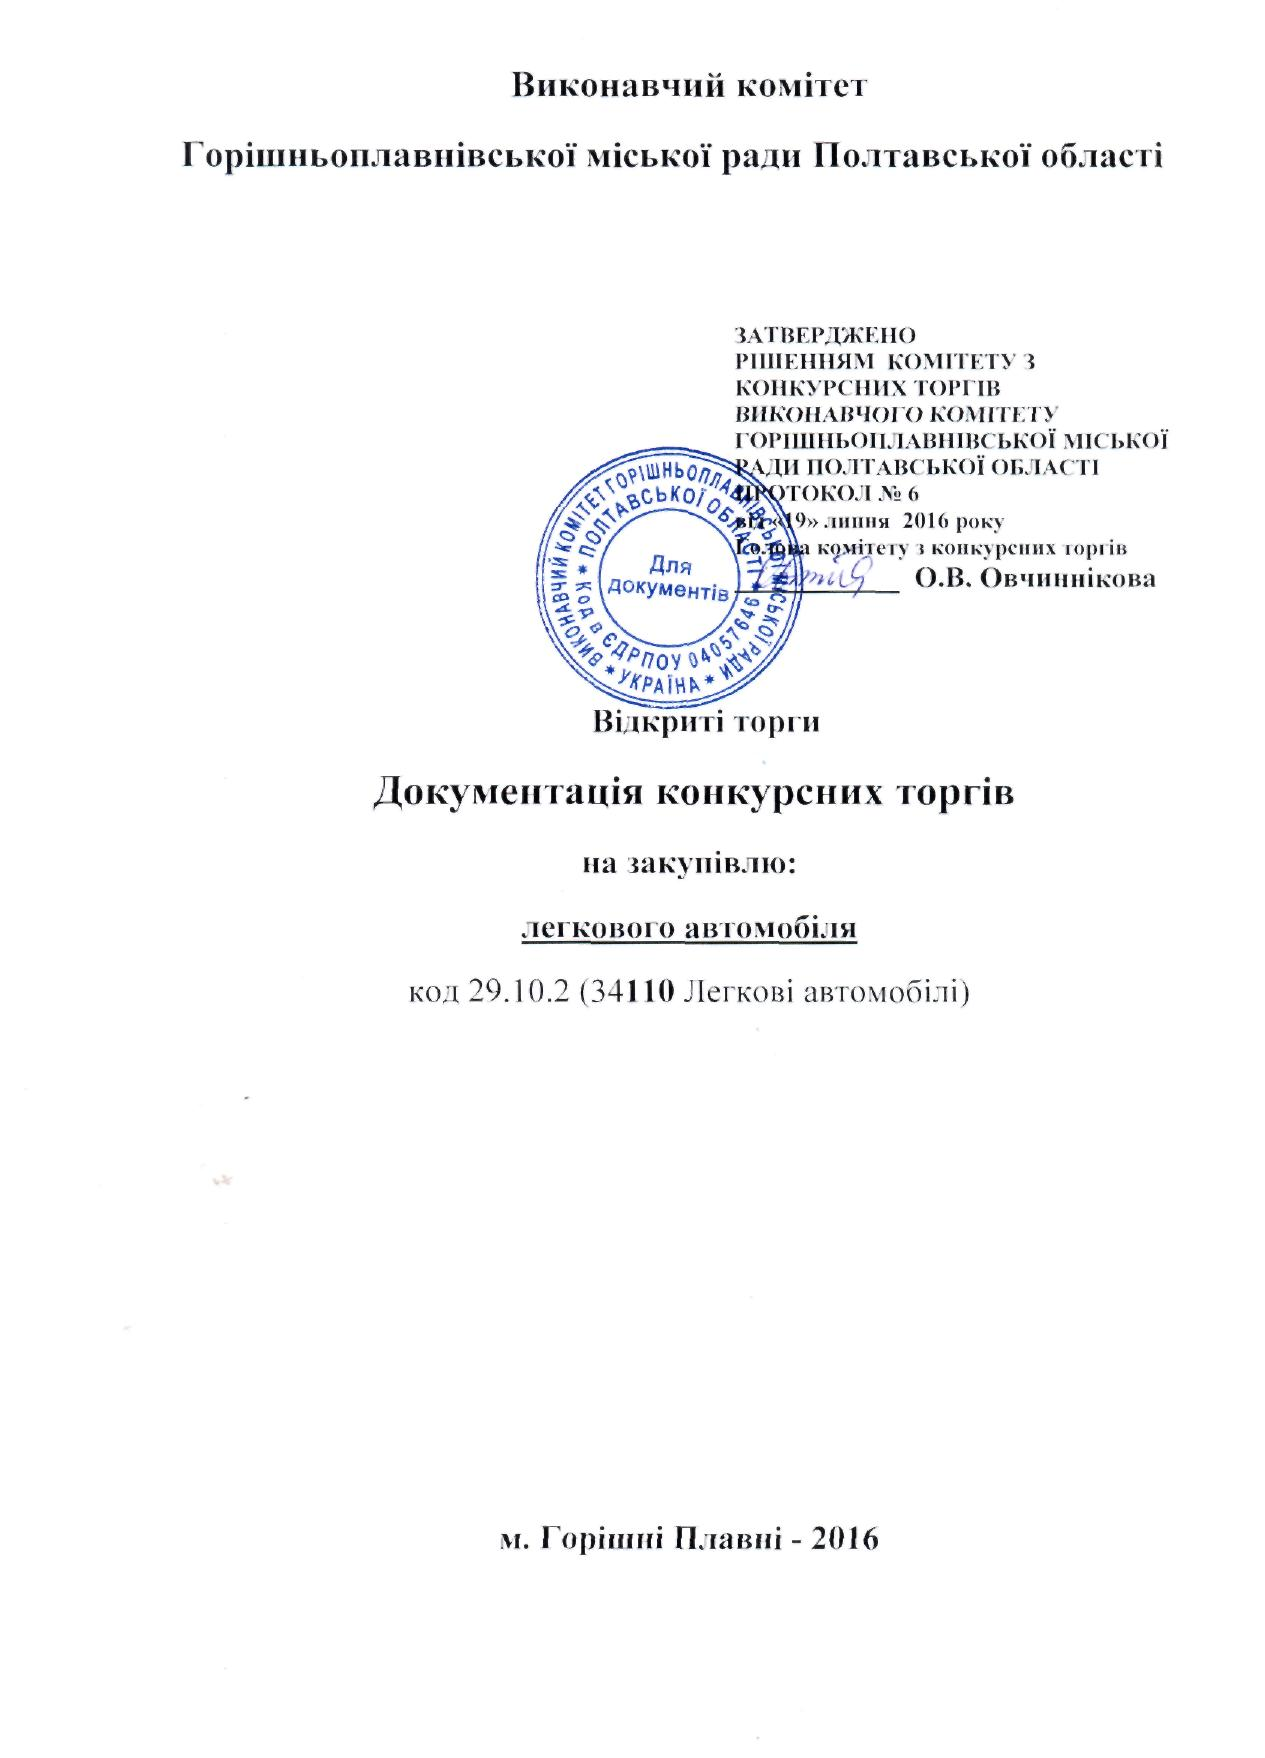 Виконавчий комітет
Горішньоплавнівської міської ради Полтавської області
ЗАТВЕРДЖЕНО
РІШЕННЯМ КОМІТЕТУ З
КОНКУРСНИХ ТОРГІВ
ВИКОНАВЧОГО КОМІТЕТУ
ГОРІШНЬОПЛАВНІВСЬКОЇ МІСЬКОЇ
РАДИ ПОЛТАВСЬКОЇ ОБЛАСТІ
ПРОТОКОЛ № 6
від «19» липня 2016 року
Голова комітету з конкурсних торгів
О.В. Овчиннікова
ВИКОНАВЧИЙ КОМІТЕТ ГОРІШНЬОПЛАВНІВСЬКОЇ МІСЬКОЇ РАДИ * УКРАЇНА *
* ПОЛТАВСЬКОЇ ОБЛАСТІ * Код в ЄДРПОУ 04057646
Для
документів
Відкриті торги
Документація конкурсних торгів
на закупівлю:
легкового автомобіля
код 29.10.2 (34110 Легкові автомобілі)
м. Горішні Плавні - 2016